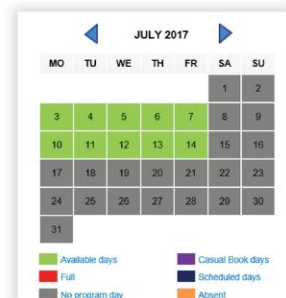 JULY 2017
MO TU WE TH FR SA SU
1 2
3 4 5 6 7 8 9
10 11 12 13 14 15 16
17 18 19 20 21 22 23
24 25 26 27 28 29 30
31
Available days Casual Book days
Full Scheduled days
No program day Absent